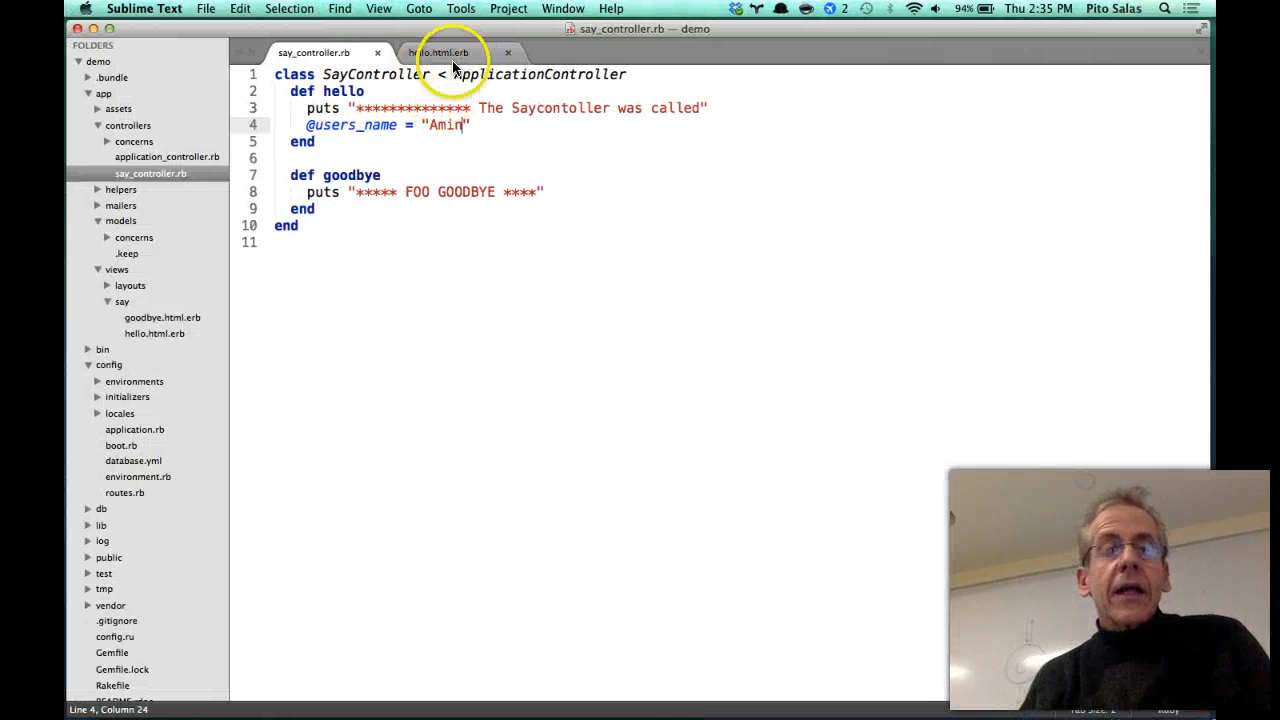 Sublime Text File Edit Selection Find View Goto Tools Project Window Help 2 94% Thu 2:35 PM Pito Salas
say_controller.rb — demo
FOLDERS
demo
.bundle
app
assets
controllers
concerns
application_controller.rb
say_controller.rb
helpers
mailers
models
concerns
.keep
views
layouts
say
goodbye.html.erb
hello.html.erb
bin
config
environments
initializers
locales
application.rb
boot.rb
database.yml
environment.rb
routes.rb
db
lib
log
public
test
tmp
vendor
.gitignore
config.ru
Gemfile
Gemfile.lock
Rakefile
say_controller.rb × hello.html.erb ×
1 class SayController < ApplicationController
2 def hello
3 puts "************** The Saycontoller was called"
4 @users_name = "Amin"
5 end
6
7 def goodbye
8 puts "***** FOO GOODBYE ****"
9 end
10 end
11
Line 4, Column 24